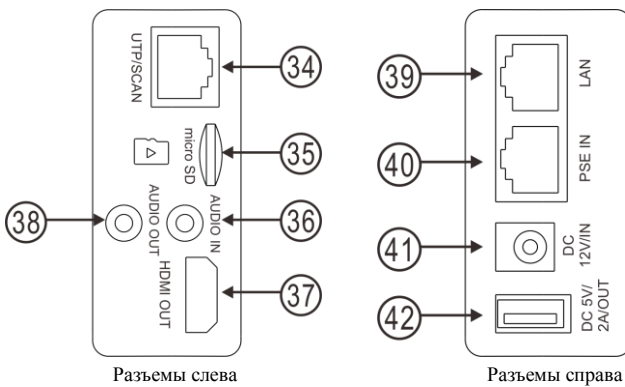 UTP/SCAN
34
micro SD
35
AUDIO IN
36
AUDIO OUT
38
HDMI OUT
37
Разъемы слева
39
LAN
40
PSE IN
41
DC
12V/IN
42
DC 5V/
2A/OUT
Разъемы справа